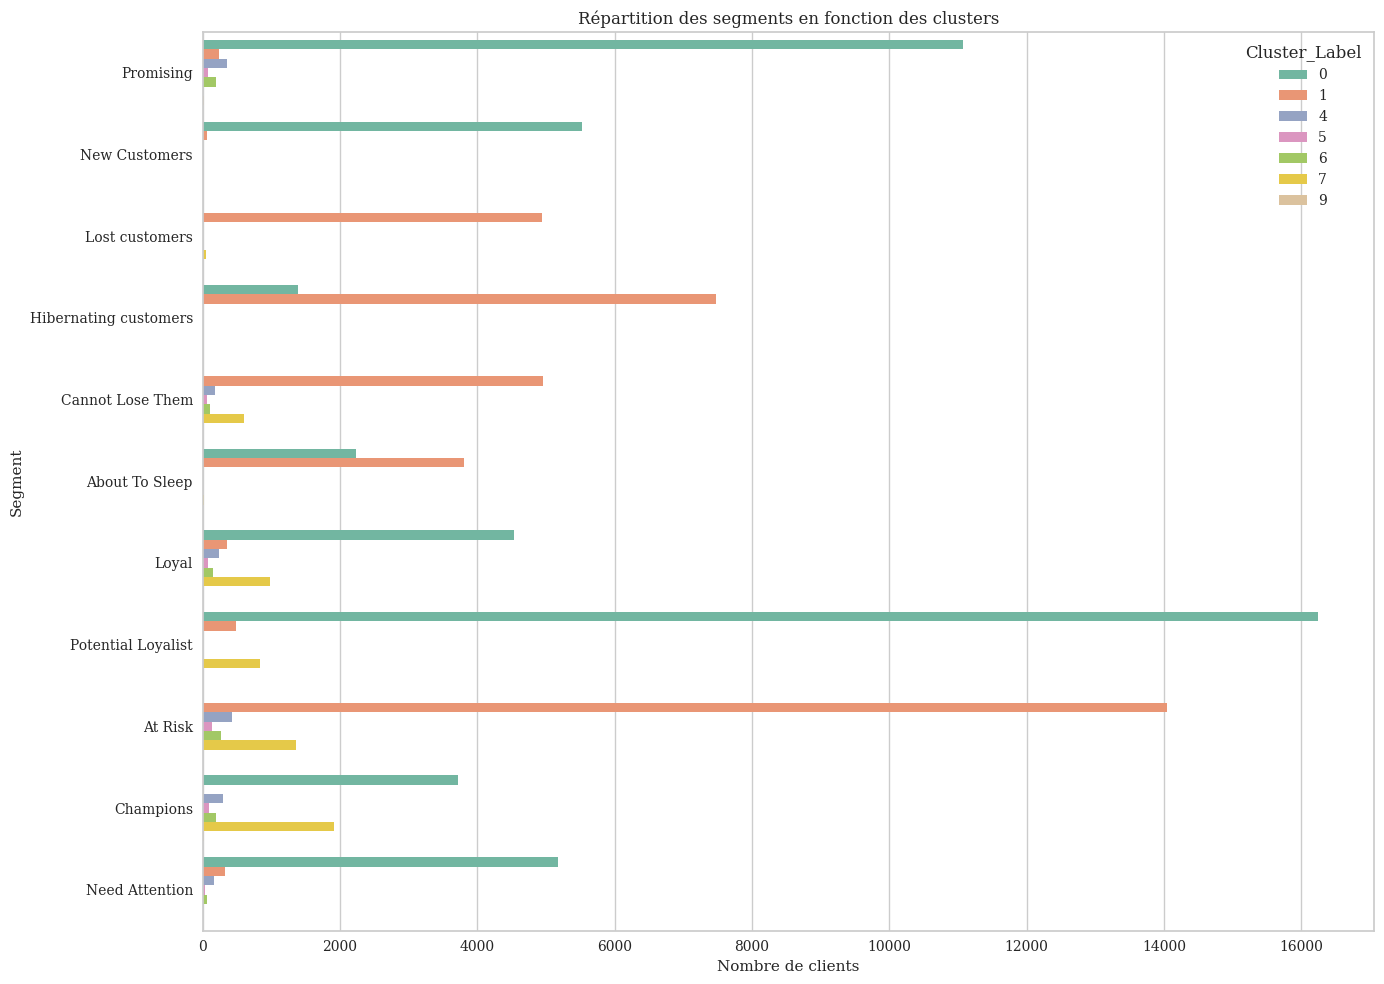 Répartition des segments en fonction des clusters
Cluster_Label
0
1
4
5
6
7
9
Segment
Promising
New Customers
Lost customers
Hibernating customers
Cannot Lose Them
About To Sleep
Loyal
Potential Loyalist
At Risk
Champions
Need Attention
0 2000 4000 6000 8000 10000 12000 14000 16000
Nombre de clients